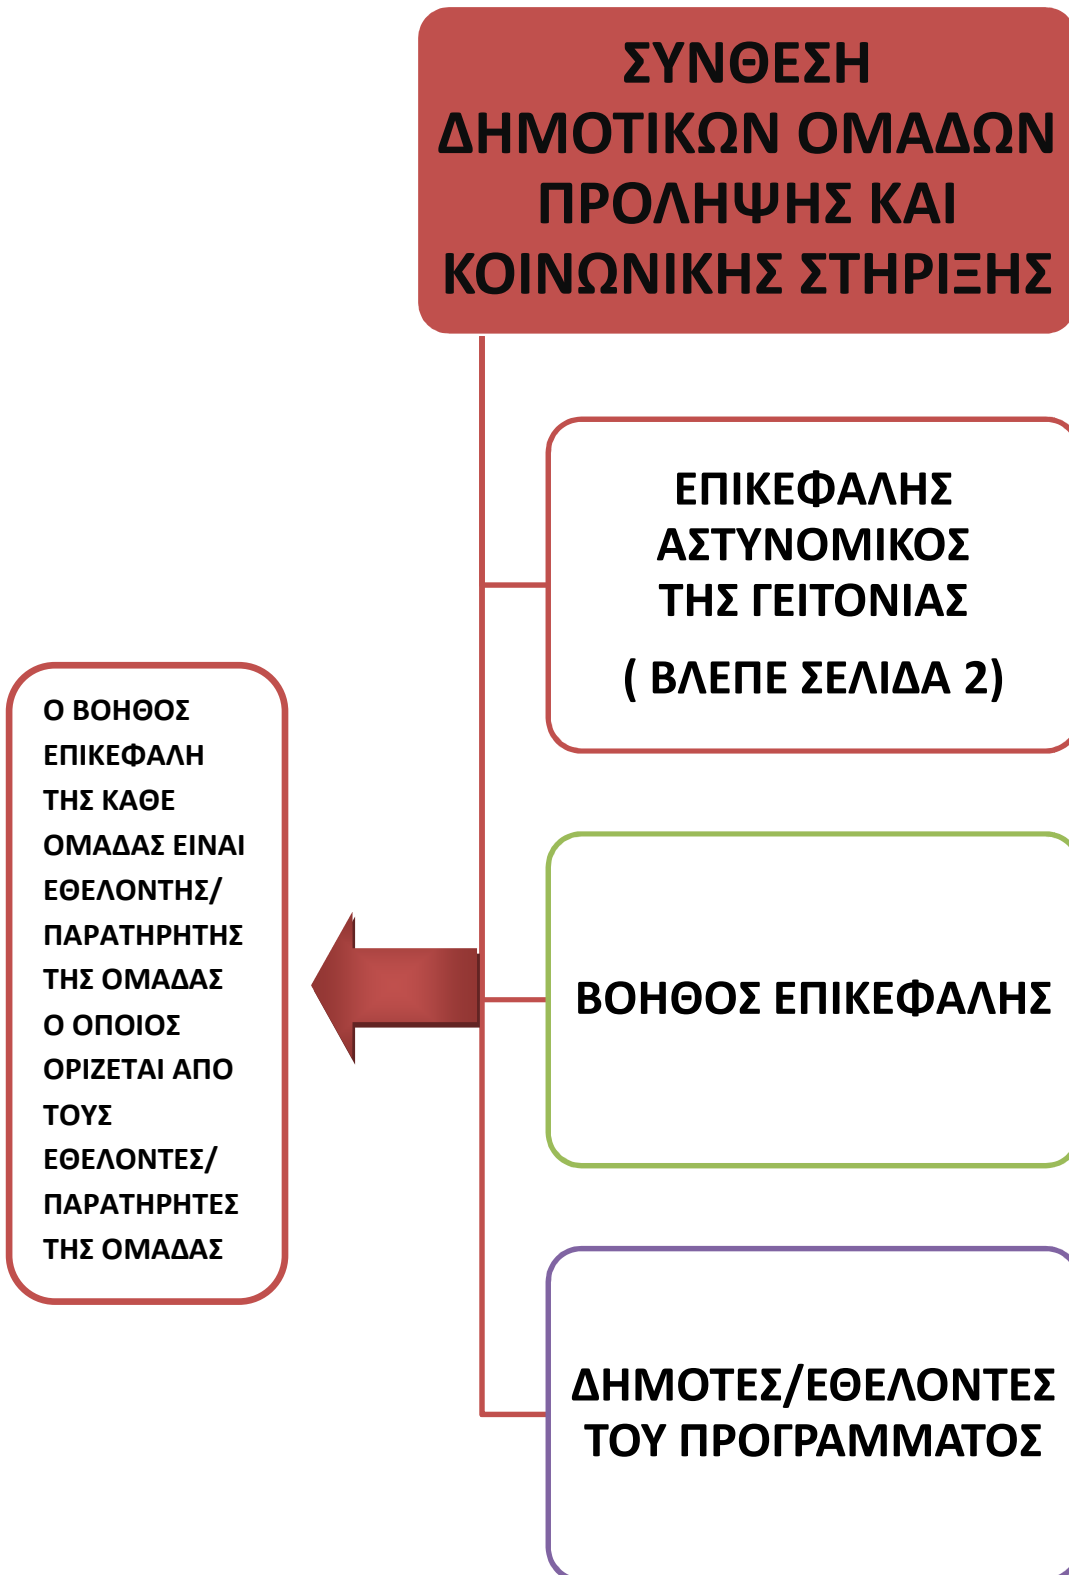 ΣΥΝΘΕΣΗ
ΔΗΜΟΤΙΚΩΝ ΟΜΑΔΩΝ
ΠΡΟΛΗΨΗΣ ΚΑΙ
ΚΟΙΝΩΝΙΚΗΣ ΣΤΗΡΙΞΗΣ
ΕΠΙΚΕΦΑΛΗΣ
ΑΣΤΥΝΟΜΙΚΟΣ
ΤΗΣ ΓΕΙΤΟΝΙΑΣ
( ΒΛΕΠΕ ΣΕΛΙΔΑ 2)
Ο ΒΟΗΘΟΣ
ΕΠΙΚΕΦΑΛΗ
ΤΗΣ ΚΑΘΕ
ΟΜΑΔΑΣ ΕΙΝΑΙ
ΕΘΕΛΟΝΤΗΣ/
ΠΑΡΑΤΗΡΗΤΗΣ
ΤΗΣ ΟΜΑΔΑΣ
Ο ΟΠΟΙΟΣ
ΟΡΙΖΕΤΑΙ ΑΠΟ
ΤΟΥΣ
ΕΘΕΛΟΝΤΕΣ/
ΠΑΡΑΤΗΡΗΤΕΣ
ΤΗΣ ΟΜΑΔΑΣ
ΒΟΗΘΟΣ ΕΠΙΚΕΦΑΛΗΣ
ΔΗΜΟΤΕΣ/ΕΘΕΛΟΝΤΕΣ
ΤΟΥ ΠΡΟΓΡΑΜΜΑΤΟΣ